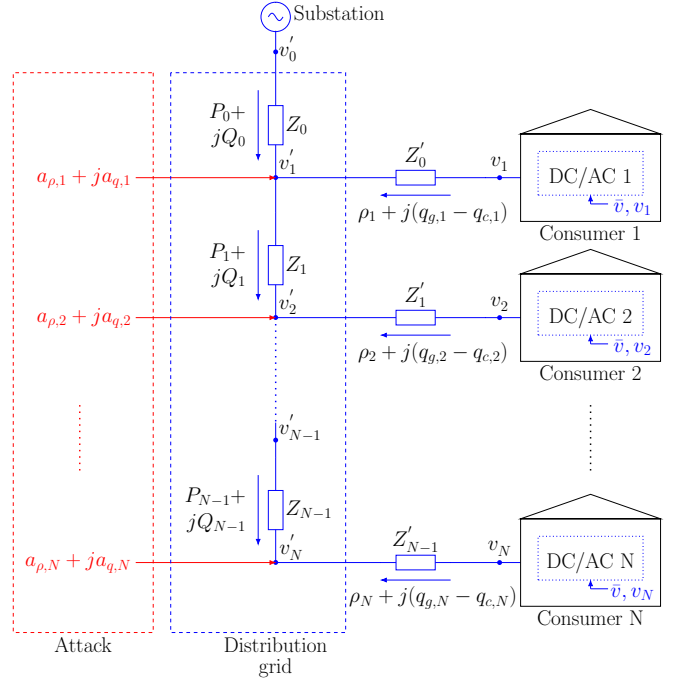 Substation
v'_0
P_0+
jQ_0
Z_0
v'_1
Z'_0
v_1
DC/AC 1
v̄, v_1
a_{ρ,1} + ja_{q,1}
ρ_1 + j(q_{g,1} − q_{c,1})
Consumer 1
P_1+
jQ_1
Z_1
v'_2
Z'_1
v_2
DC/AC 2
v̄, v_2
a_{ρ,2} + ja_{q,2}
ρ_2 + j(q_{g,2} − q_{c,2})
Consumer 2
v'_{N−1}
P_{N−1}+
jQ_{N−1}
Z_{N−1}
v'_N
Z'_{N−1}
v_N
DC/AC N
v̄, v_N
a_{ρ,N} + ja_{q,N}
ρ_N + j(q_{g,N} − q_{c,N})
Consumer N
Attack
Distribution
grid